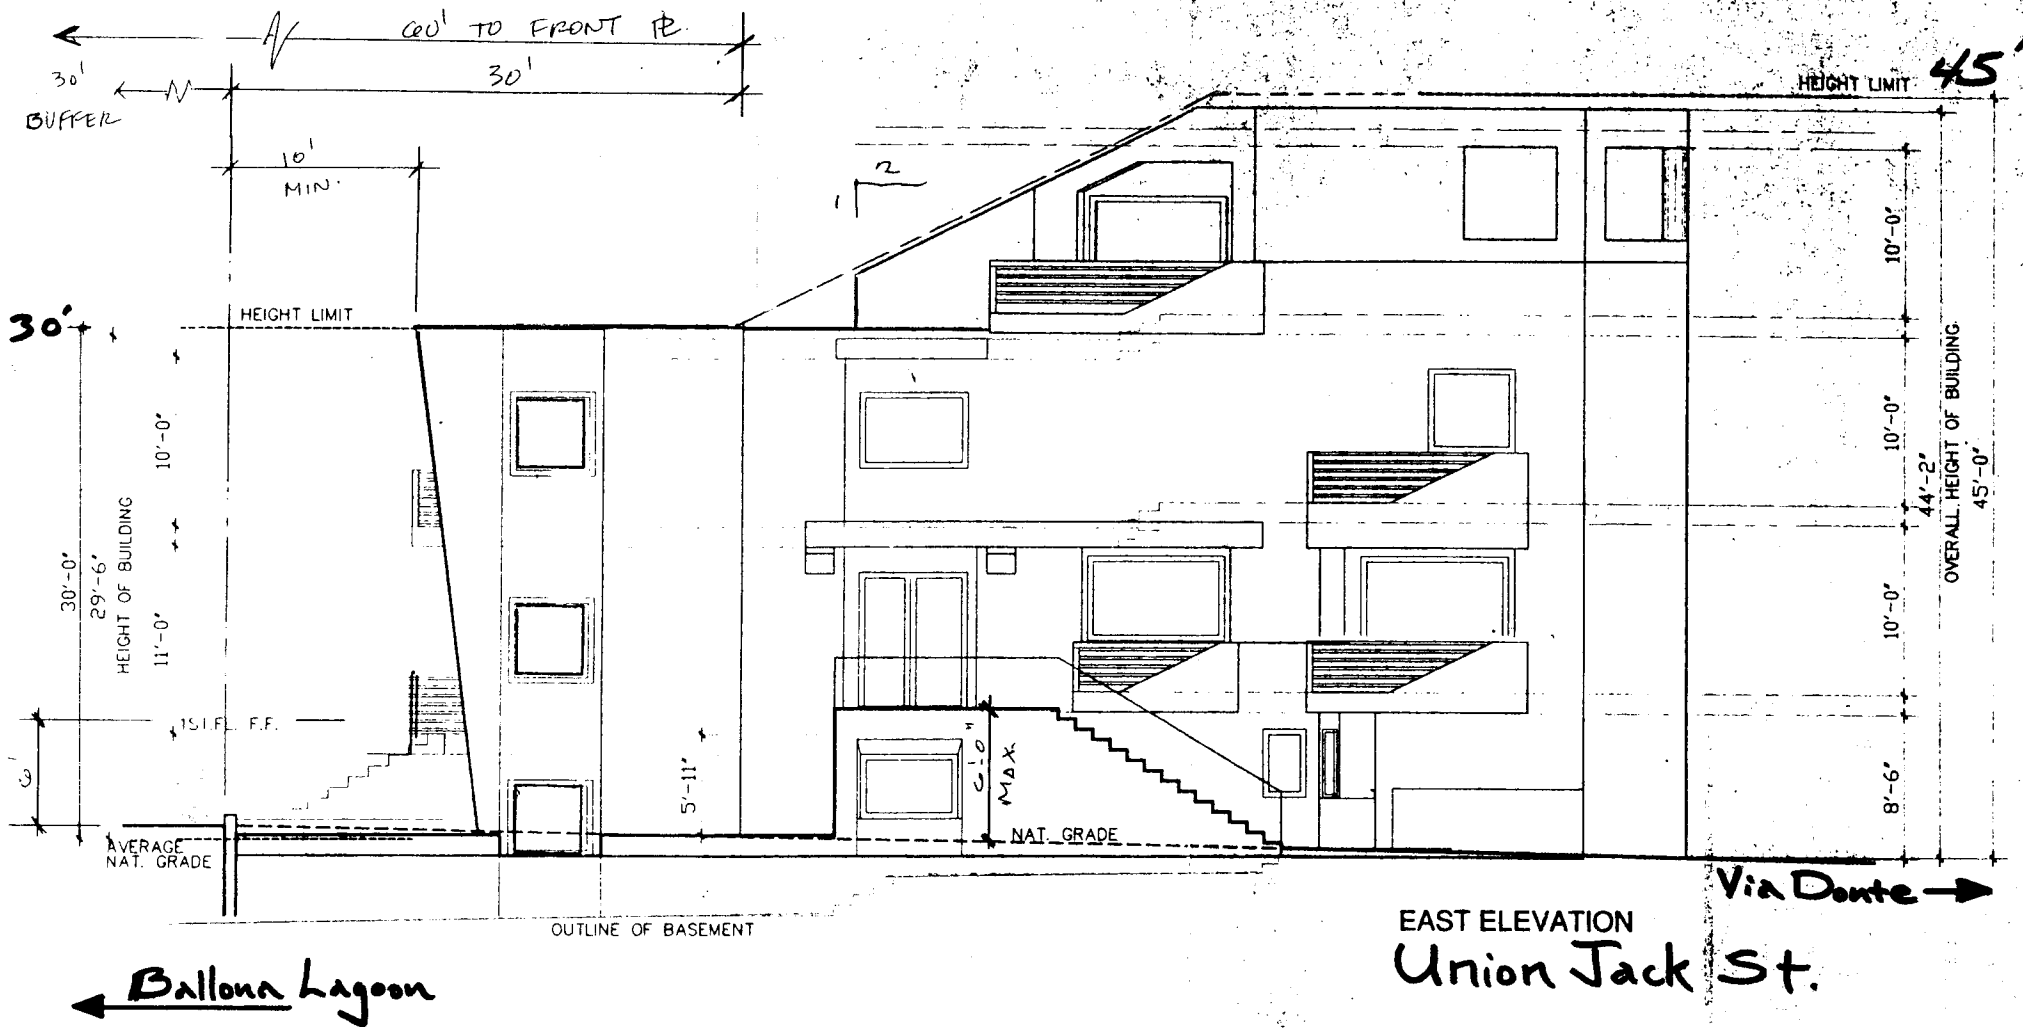 60' TO FRONT PL.
30'
BUFFER
30'
45'
HEIGHT LIMIT
10'
MIN.
2
1
10'-0"
30'
HEIGHT LIMIT
10'-0"
10'-0"
44'-2"
OVERALL HEIGHT OF BUILDING
45'-0"
30'-0"
29'-6"
HEIGHT OF BUILDING
11'-0"
10'-0"
1ST.FL. F.F.
6'
5'-11"
6'-0"
MAX.
8'-6"
NAT. GRADE
AVERAGE
NAT. GRADE
Via Donte
OUTLINE OF BASEMENT
EAST ELEVATION
Union Jack St.
Ballona Lagoon